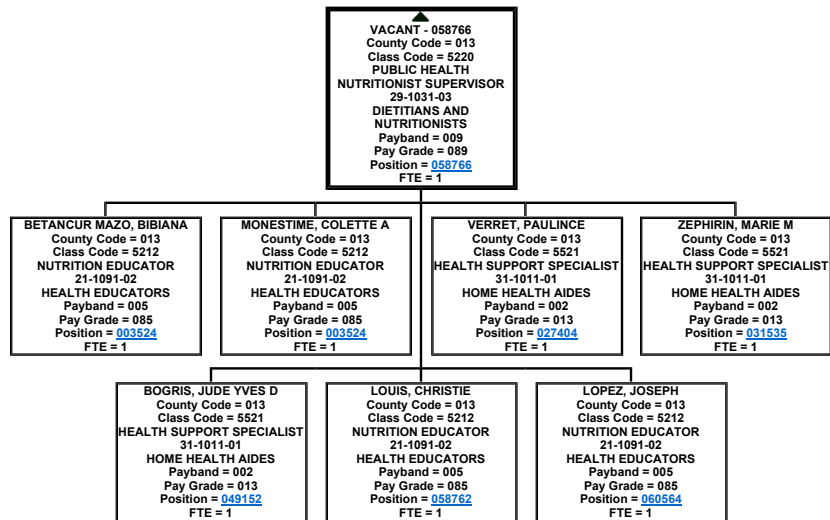 VACANT - 058766
County Code = 013
Class Code = 5220
PUBLIC HEALTH
NUTRITIONIST SUPERVISOR
29-1031-03
DIETITIANS AND
NUTRITIONISTS
Payband = 009
Pay Grade = 089
Position = 058766
FTE = 1
BETANCUR MAZO, BIBIANA
County Code = 013
Class Code = 5212
NUTRITION EDUCATOR
21-1091-02
HEALTH EDUCATORS
Payband = 005
Pay Grade = 085
Position = 003524
FTE = 1
MONESTIME, COLETTE A
County Code = 013
Class Code = 5212
NUTRITION EDUCATOR
21-1091-02
HEALTH EDUCATORS
Payband = 005
Pay Grade = 085
Position = 003524
FTE = 1
VERRET, PAULINCE
County Code = 013
Class Code = 5521
HEALTH SUPPORT SPECIALIST
31-1011-01
HOME HEALTH AIDES
Payband = 002
Pay Grade = 013
Position = 027404
FTE = 1
ZEPHIRIN, MARIE M
County Code = 013
Class Code = 5521
HEALTH SUPPORT SPECIALIST
31-1011-01
HOME HEALTH AIDES
Payband = 002
Pay Grade = 013
Position = 031535
FTE = 1
BOGRIS, JUDE YVES D
County Code = 013
Class Code = 5521
HEALTH SUPPORT SPECIALIST
31-1011-01
HOME HEALTH AIDES
Payband = 002
Pay Grade = 013
Position = 049152
FTE = 1
LOUIS, CHRISTIE
County Code = 013
Class Code = 5212
NUTRITION EDUCATOR
21-1091-02
HEALTH EDUCATORS
Payband = 005
Pay Grade = 085
Position = 058762
FTE = 1
LOPEZ, JOSEPH
County Code = 013
Class Code = 5212
NUTRITION EDUCATOR
21-1091-02
HEALTH EDUCATORS
Payband = 005
Pay Grade = 085
Position = 060564
FTE = 1